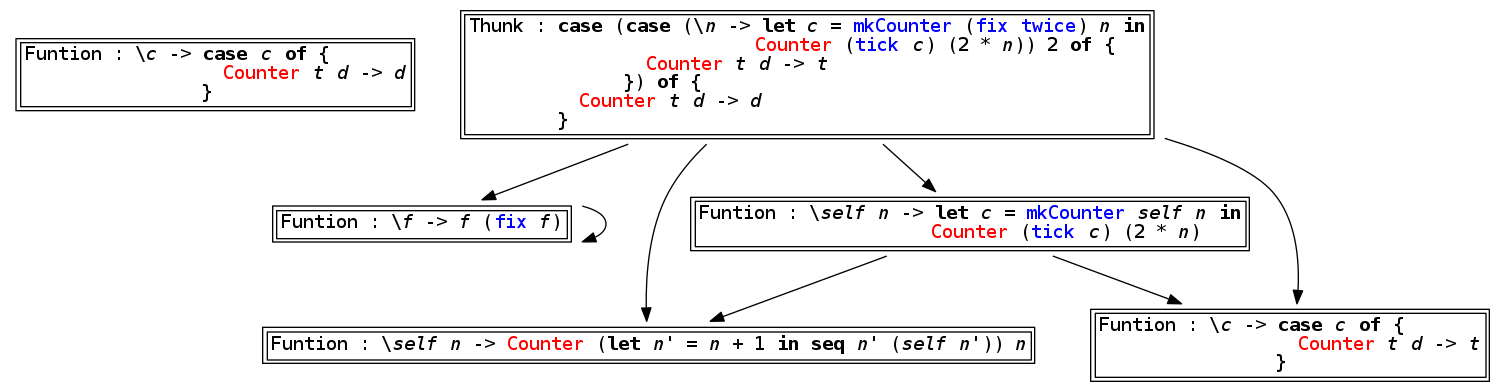 Funtion : \c -> case c of {
Counter t d -> d
}
Thunk : case (case (\n -> let c = mkCounter (fix twice) n in
Counter (tick c) (2 * n)) 2 of {
Counter t d -> t
}) of {
Counter t d -> d
}
Funtion : \f -> f (fix f)
Funtion : \self n -> let c = mkCounter self n in
Counter (tick c) (2 * n)
Funtion : \self n -> Counter (let n' = n + 1 in seq n' (self n')) n
Funtion : \c -> case c of {
Counter t d -> t
}